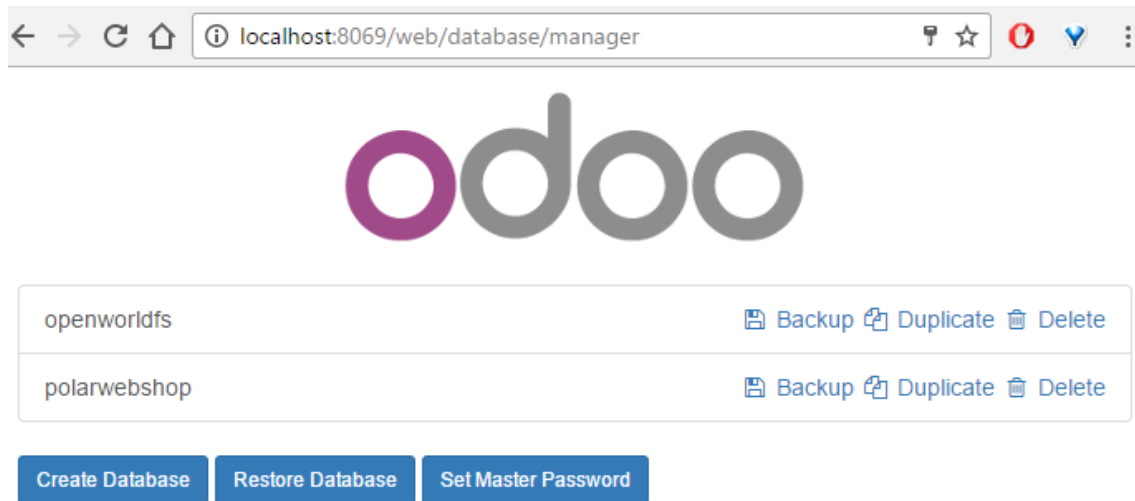 localhost:8069/web/database/manager
odoo
openworldfs Backup Duplicate Delete
polarwebshop Backup Duplicate Delete
Create Database Restore Database Set Master Password